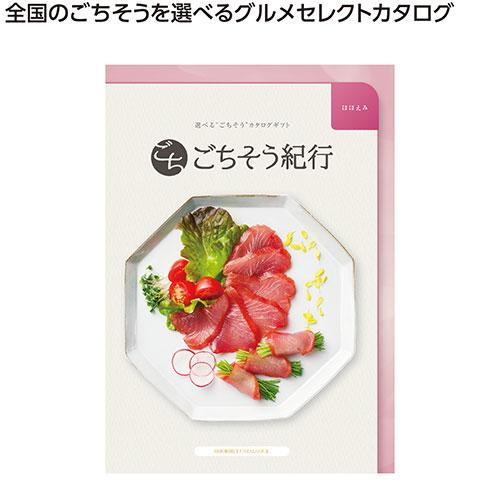 全国のごちそうを選べるグルメセレクトカタログ
ほほえみ
選べる"ごちそう"カタログギフト
ごち ごちそう紀行